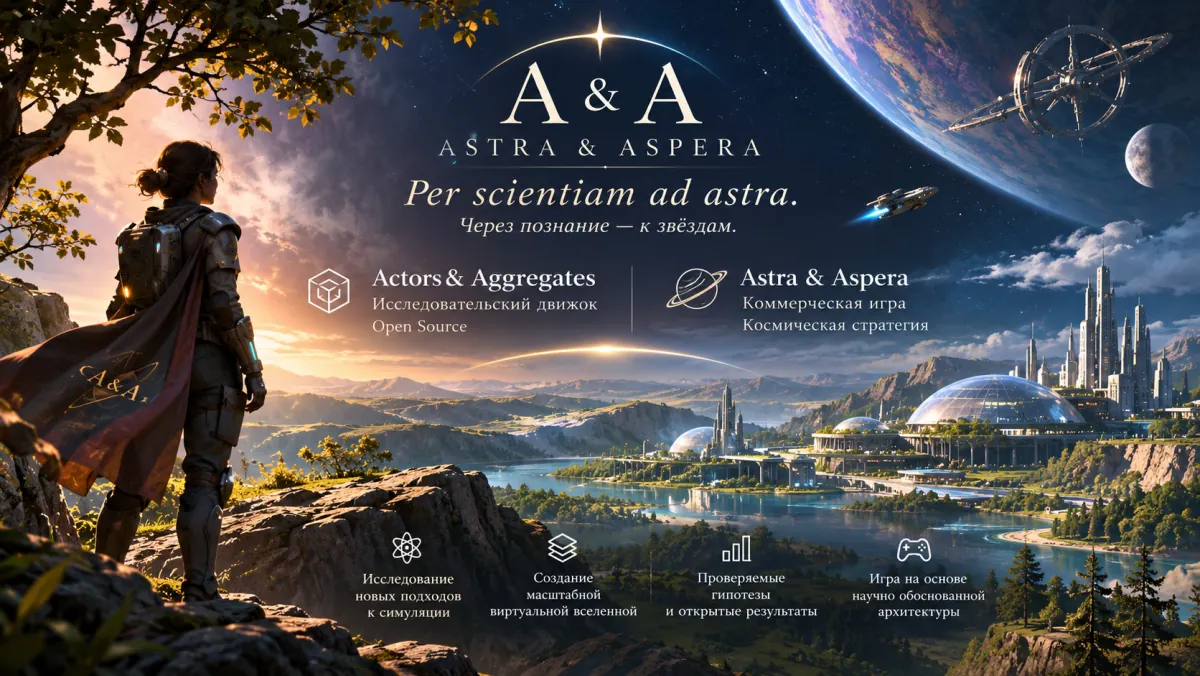 A & A
ASTRA & ASPERA
Per scientiam ad astra.
Через познание — к звёздам.
Actors & Aggregates
Исследовательский движок
Open Source
Astra & Aspera
Коммерческая игра
Космическая стратегия
A & A
Исследование
новых подходов
к симуляции
Создание
масштабной
виртуальной вселенной
Проверяемые
гипотезы
и открытые результаты
Игра на основе
научно обоснованной
архитектуры